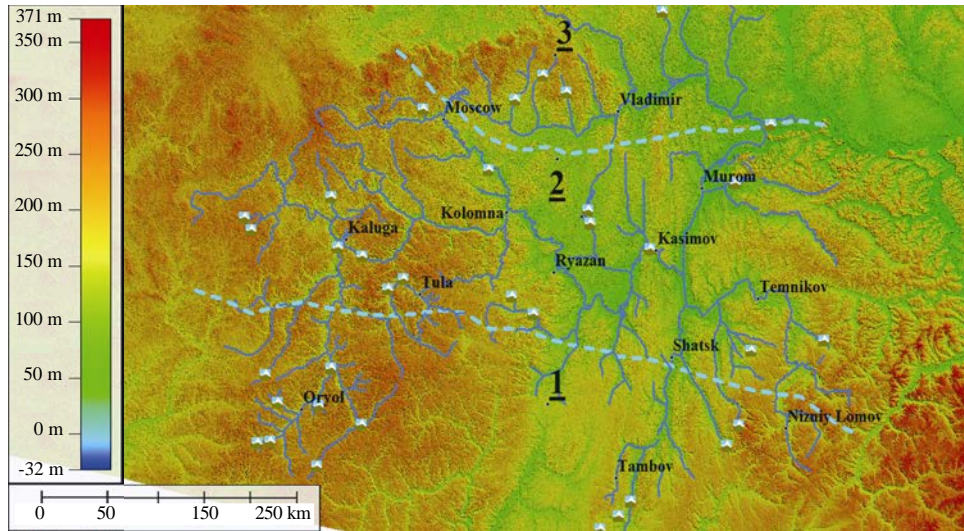 371 m
350 m
300 m
250 m
200 m
150 m
100 m
50 m
0 m
-32 m
0 50 150 250 km
3
Moscow
Vladimir
2
Murom
Kolomna
Kaluga
Kasimov
Ryazan
Tula
Temnikov
Shatsk
1
Oryol
Nizniy Lomov
Tambov